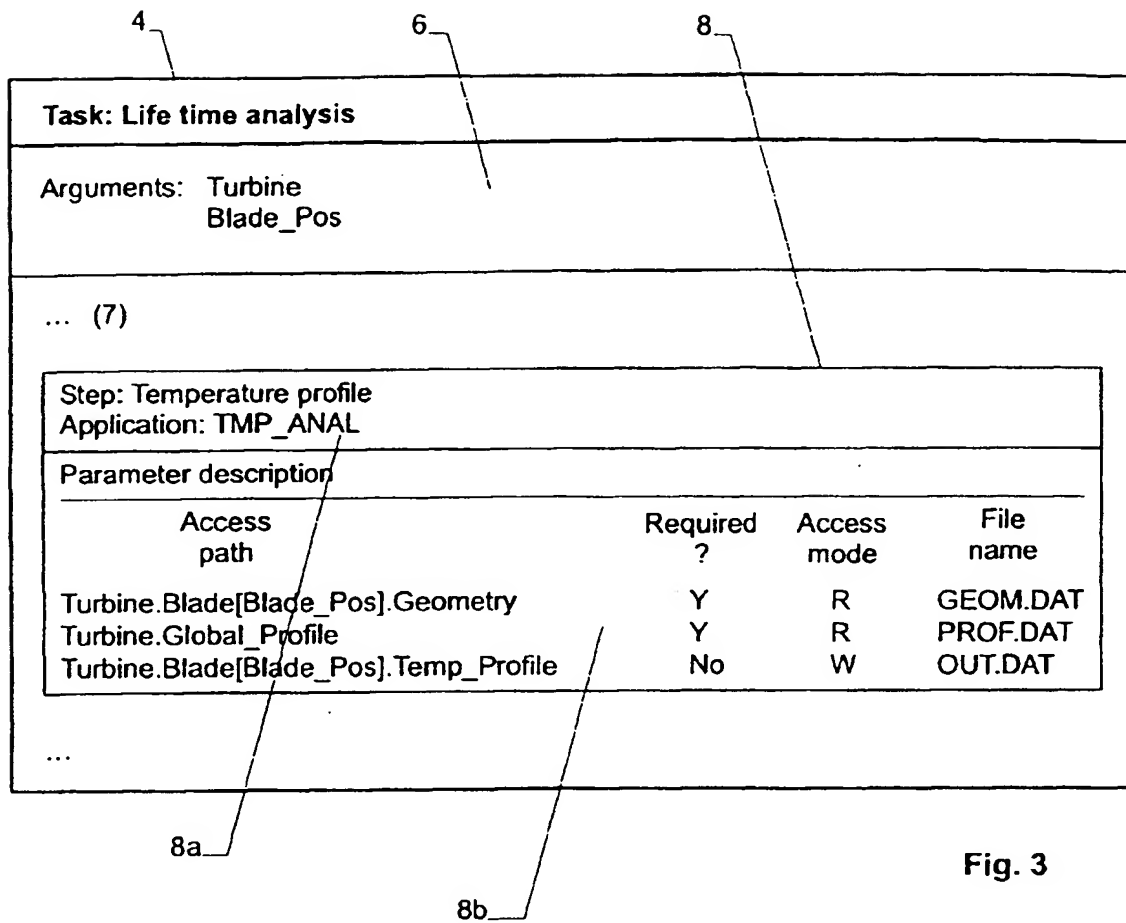 4 6 8
Task: Life time analysis
Arguments: Turbine
Blade_Pos
... (7)
Step: Temperature profile
Application: TMP_ANAL
Parameter description
Access Required Access File
path ? mode name
Turbine.Blade[Blade_Pos].Geometry Y R GEOM.DAT
Turbine.Global_Profile Y R PROF.DAT
Turbine.Blade[Blade_Pos].Temp_Profile No W OUT.DAT
...
8a
Fig. 3
8b